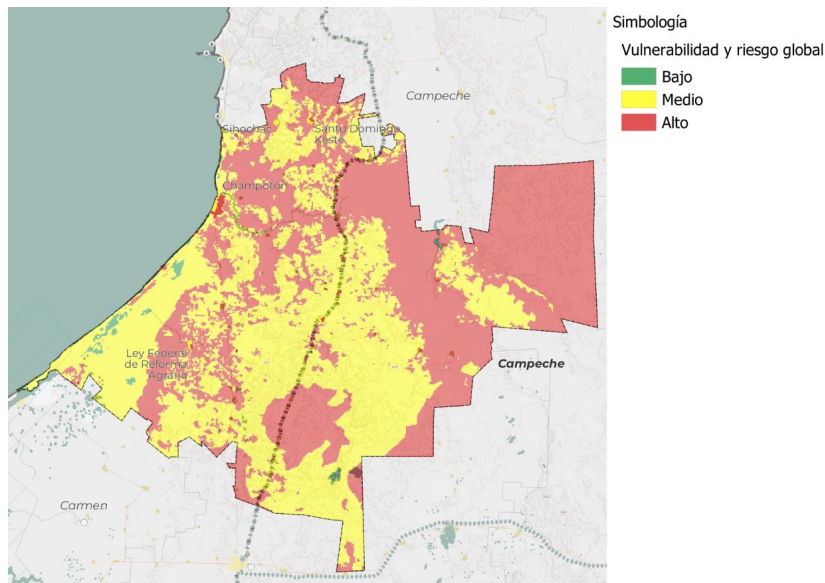 Simbología
Vulnerabilidad y riesgo global
Bajo
Medio
Alto
Campeche
Sihochac
Santo Domingo
Kesté
Champotón
Ley Federal
de Reforma
Agraria
Campeche
Carmen